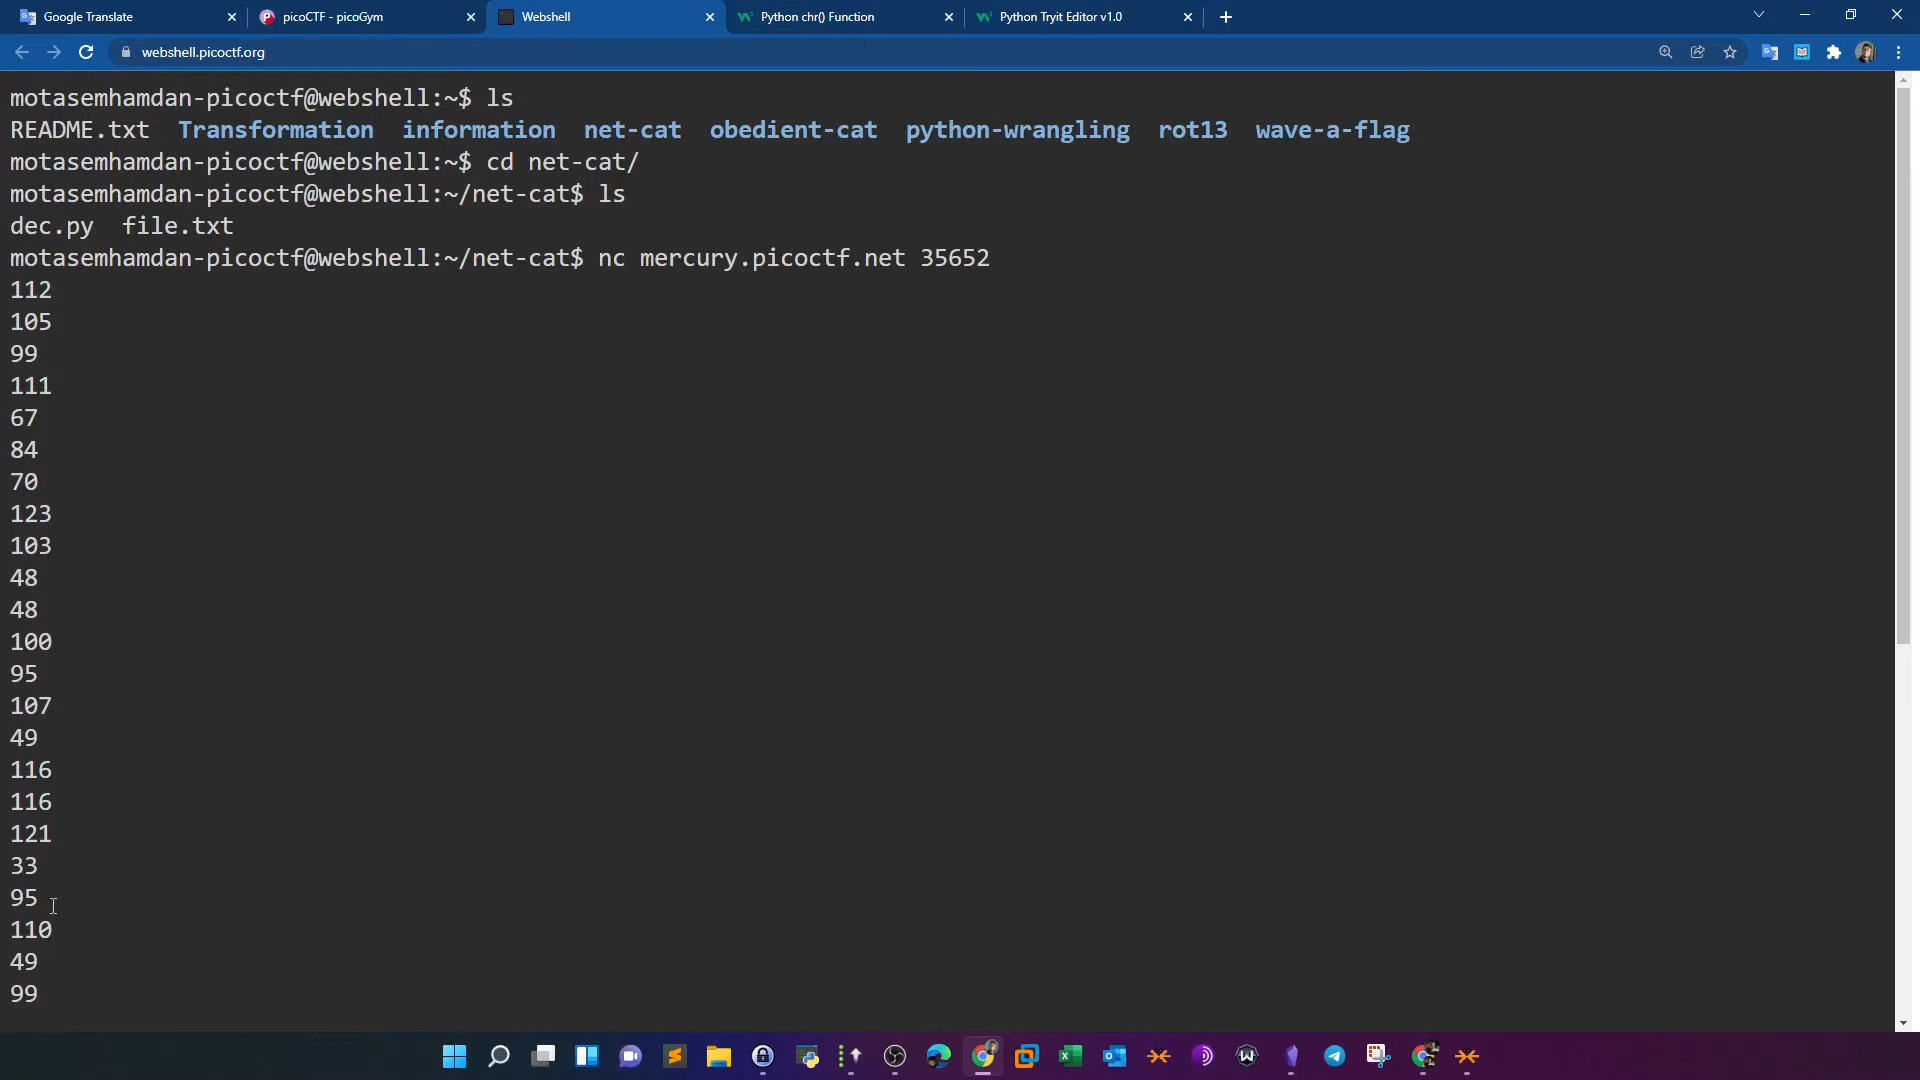 Google Translate
picoCTF - picoGym
Webshell
Python chr() Function
Python Tryit Editor v1.0
webshell.picoctf.org
motasemhamdan-picoctf@webshell:~$ ls
README.txt Transformation information net-cat obedient-cat python-wrangling rot13 wave-a-flag
motasemhamdan-picoctf@webshell:~$ cd net-cat/
motasemhamdan-picoctf@webshell:~/net-cat$ ls
dec.py file.txt
motasemhamdan-picoctf@webshell:~/net-cat$ nc mercury.picoctf.net 35652
112
105
99
111
67
84
70
123
103
48
48
100
95
107
49
116
116
121
33
95
110
49
99